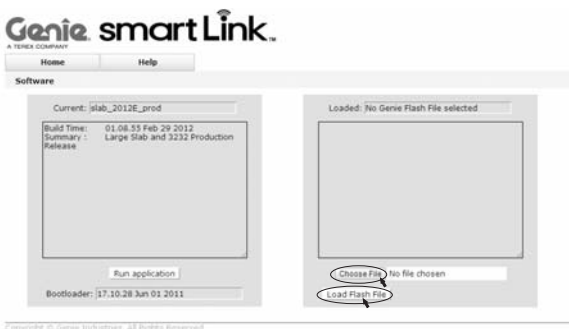 Genie smartLink™
A TEREX COMPANY
Home Help
Software
Current: slab_2012E_prod
Build Time: 01.08.55 Feb 29 2012
Summary : Large Slab and 3232 Production
Release
Run application
Bootloader: 17.10.28 Jun 01 2011
Loaded: No Genie Flash File selected
Choose File No file chosen
Load Flash File
Copyright © Genie Industries. All Rights Reserved